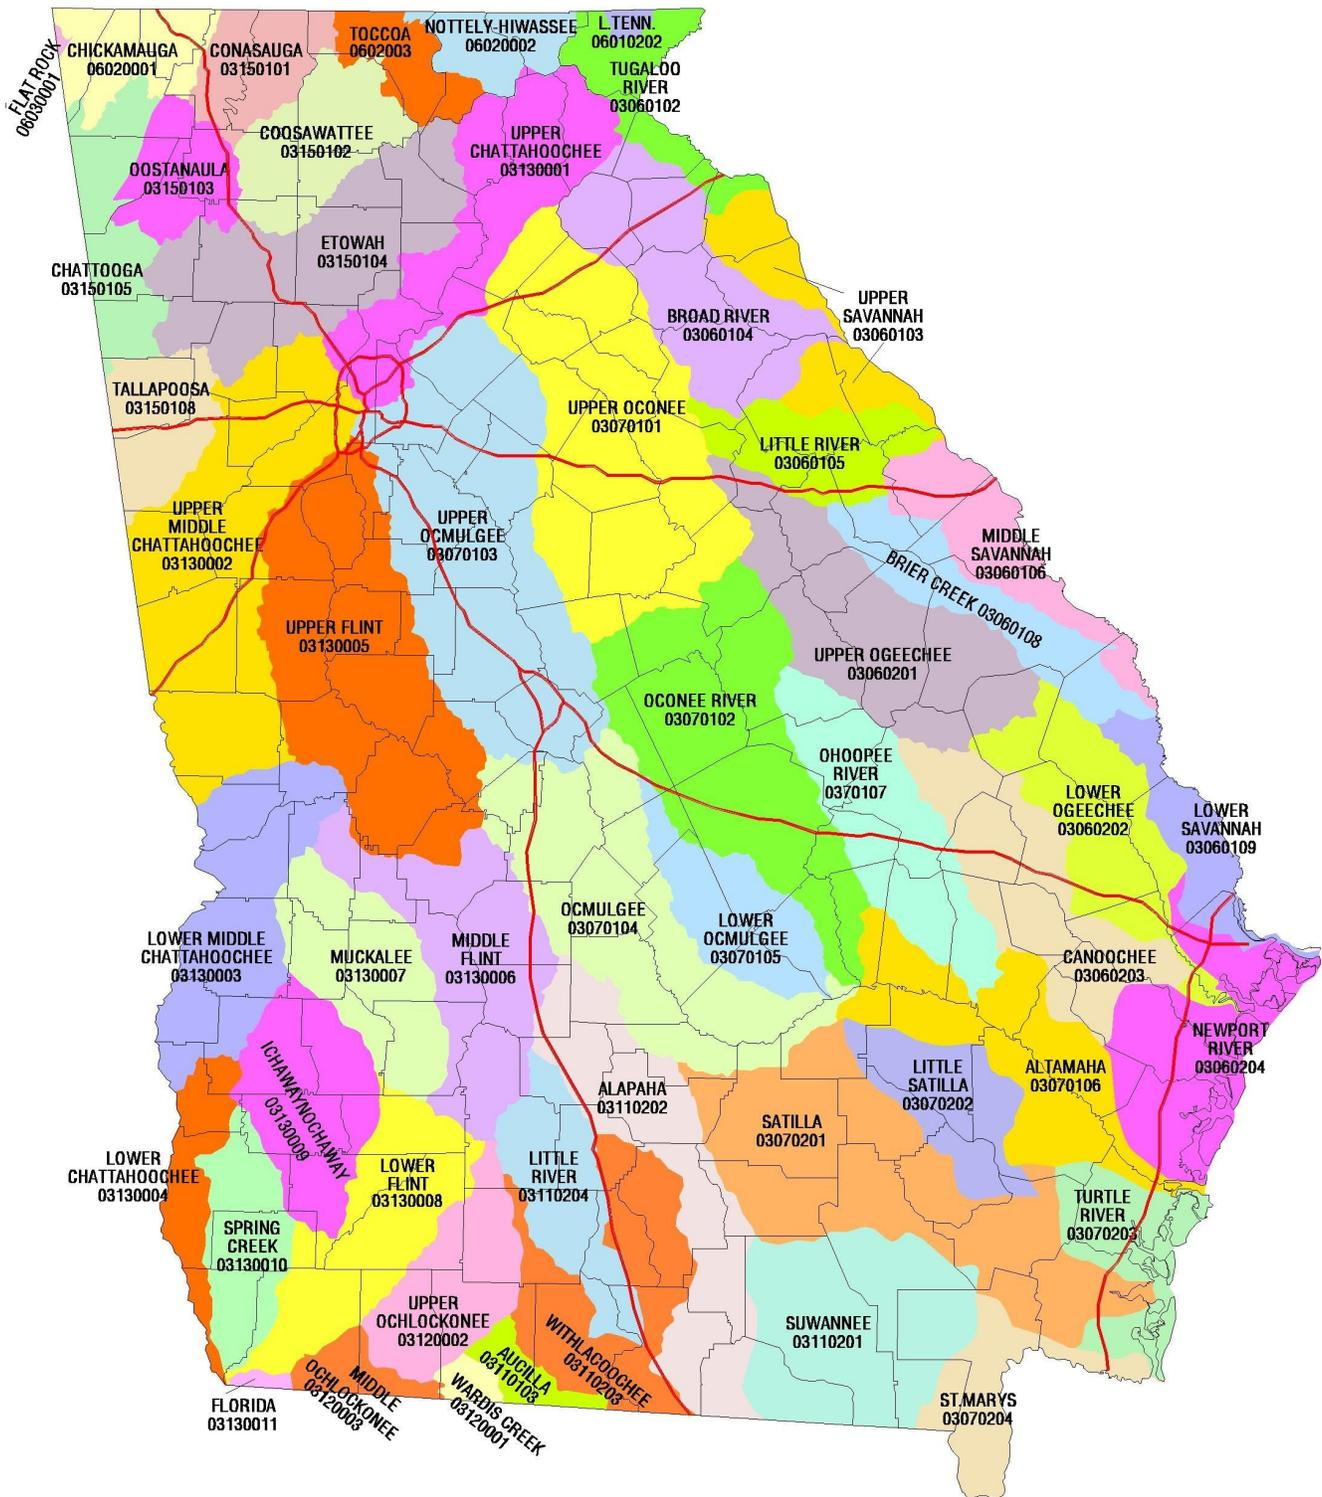 FLAT ROCK
06030001
CHICKAMAUGA
06020001
CONASAUGA
03150101
TOCCOA
0602003
NOTTELY-HIWASSEE
06020002
L.TENN.
06010202
TUGALOO
RIVER
03060102
COOSAWATTEE
03150102
UPPER
CHATTAHOOCHEE
03130001
OOSTANAULA
03150103
ETOWAH
03150104
CHATTOOGA
03150105
BROAD RIVER
03060104
UPPER
SAVANNAH
03060103
TALLAPOOSA
03150108
UPPER OCONEE
03070101
LITTLE RIVER
03060105
UPPER
MIDDLE
CHATTAHOOCHEE
03130002
UPPER
OCMULGEE
03070103
MIDDLE
SAVANNAH
03060106
BRIER CREEK 03060108
UPPER FLINT
03130005
UPPER OGEECHEE
03060201
OCONEE RIVER
03070102
OHOOPEE
RIVER
0370107
LOWER
OGEECHEE
03060202
LOWER
SAVANNAH
03060109
LOWER MIDDLE
CHATTAHOOCHEE
03130003
MUCKALEE
03130007
MIDDLE
FLINT
03130006
OCMULGEE
03070104
LOWER
OCMULGEE
03070105
CANOOCHEE
03060203
NEWPORT
RIVER
03060204
ICHAWAYNOCHAWAY
03130009
ALAPAHA
03110202
LITTLE
SATILLA
03070202
ALTAMAHA
03070106
SATILLA
03070201
LOWER
CHATTAHOOCHEE
03130004
LOWER
FLINT
03130008
LITTLE
RIVER
03110204
TURTLE
RIVER
03070203
SPRING
CREEK
03130010
UPPER
OCHLOCKONEE
03120002
SUWANNEE
03110201
WITHLACOOCHEE
03110203
AUCILLA
03110103
MIDDLE
OCHLOCKONEE
03120003
WARDIS CREEK
03120001
FLORIDA
03130011
ST.MARYS
03070204